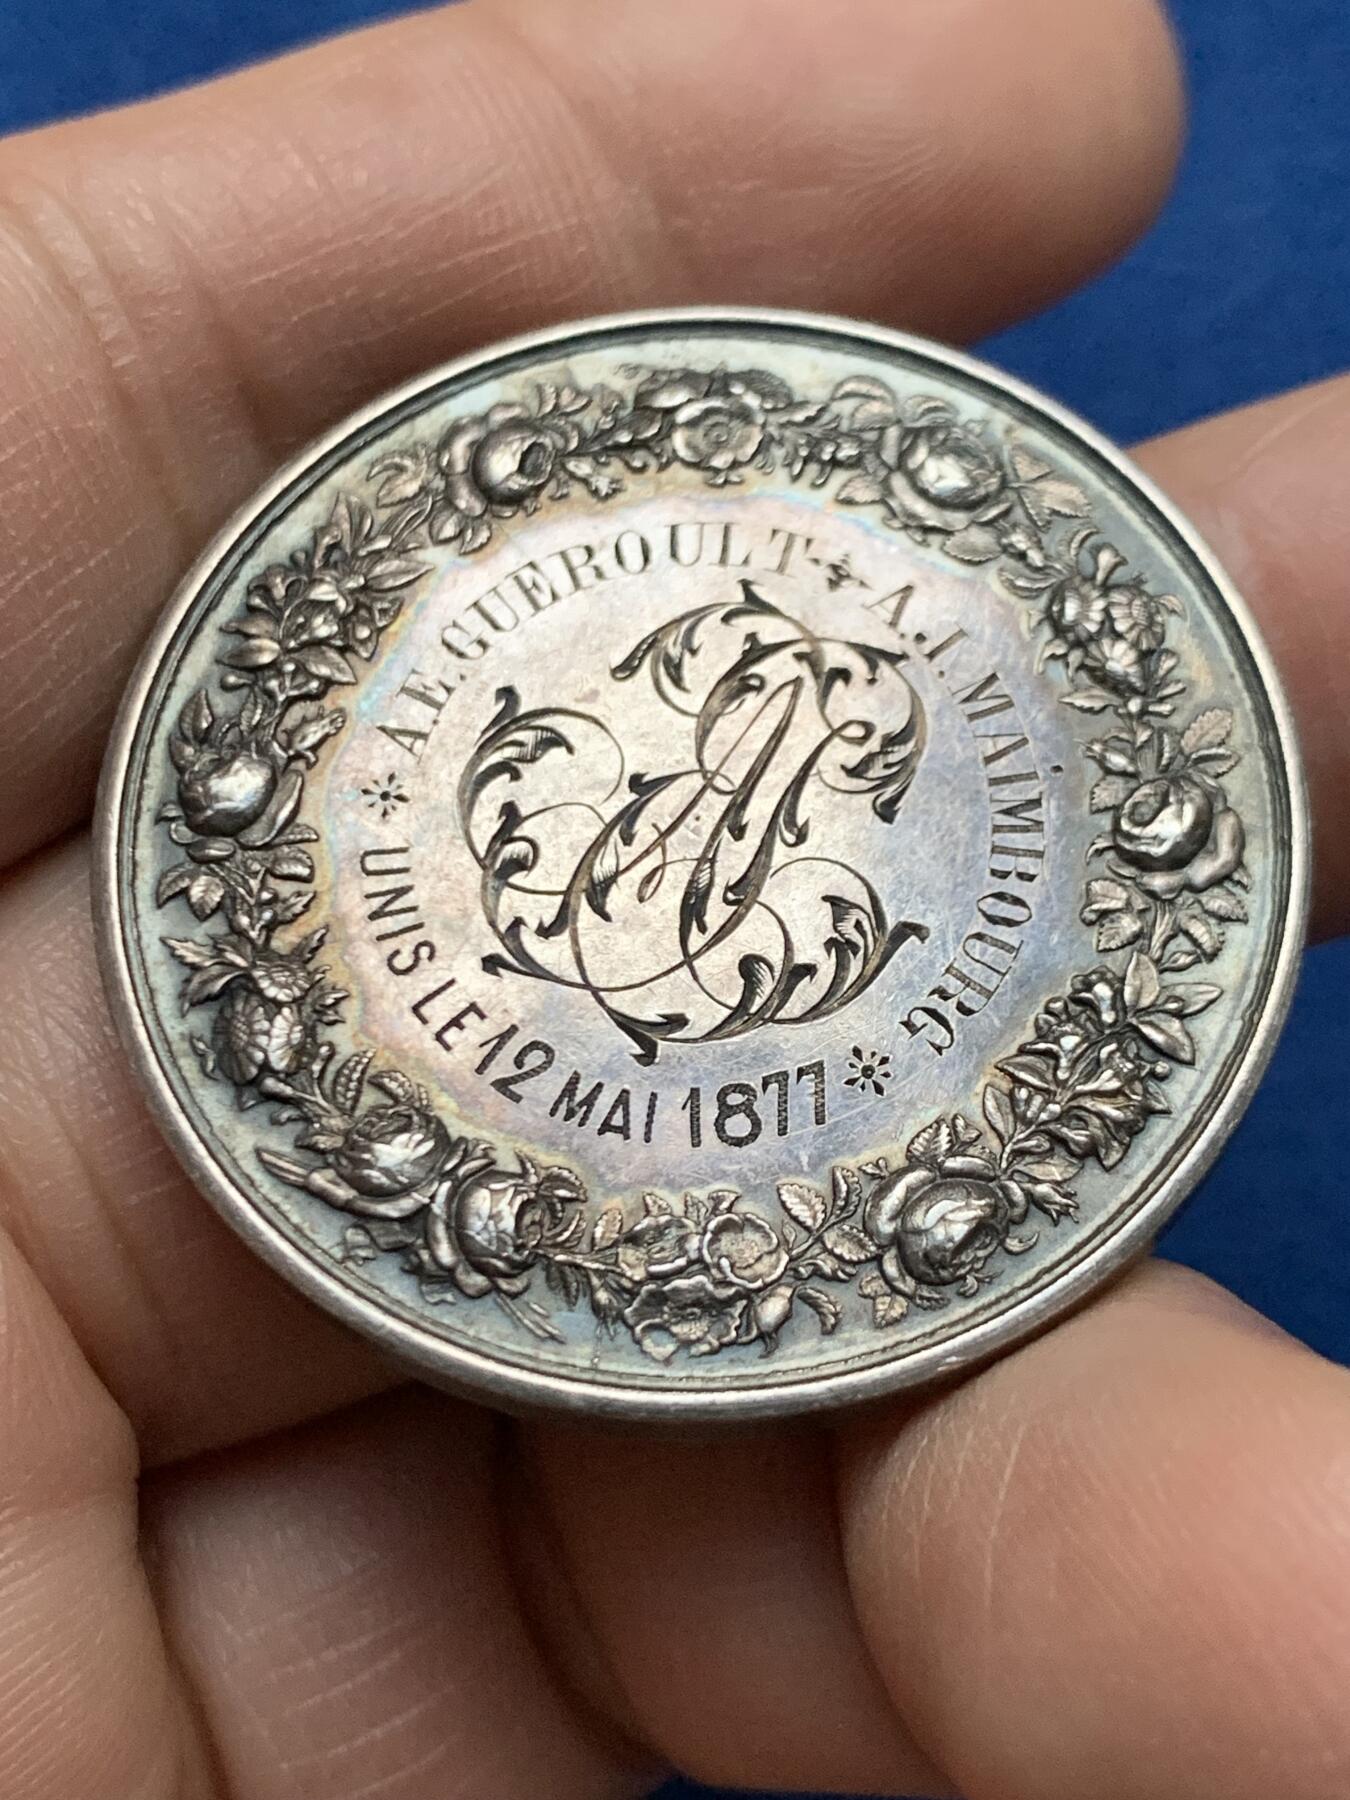 A.E. GUEROULT A.I. MAIMBOURG
UNIS LE 12 MAI 1877